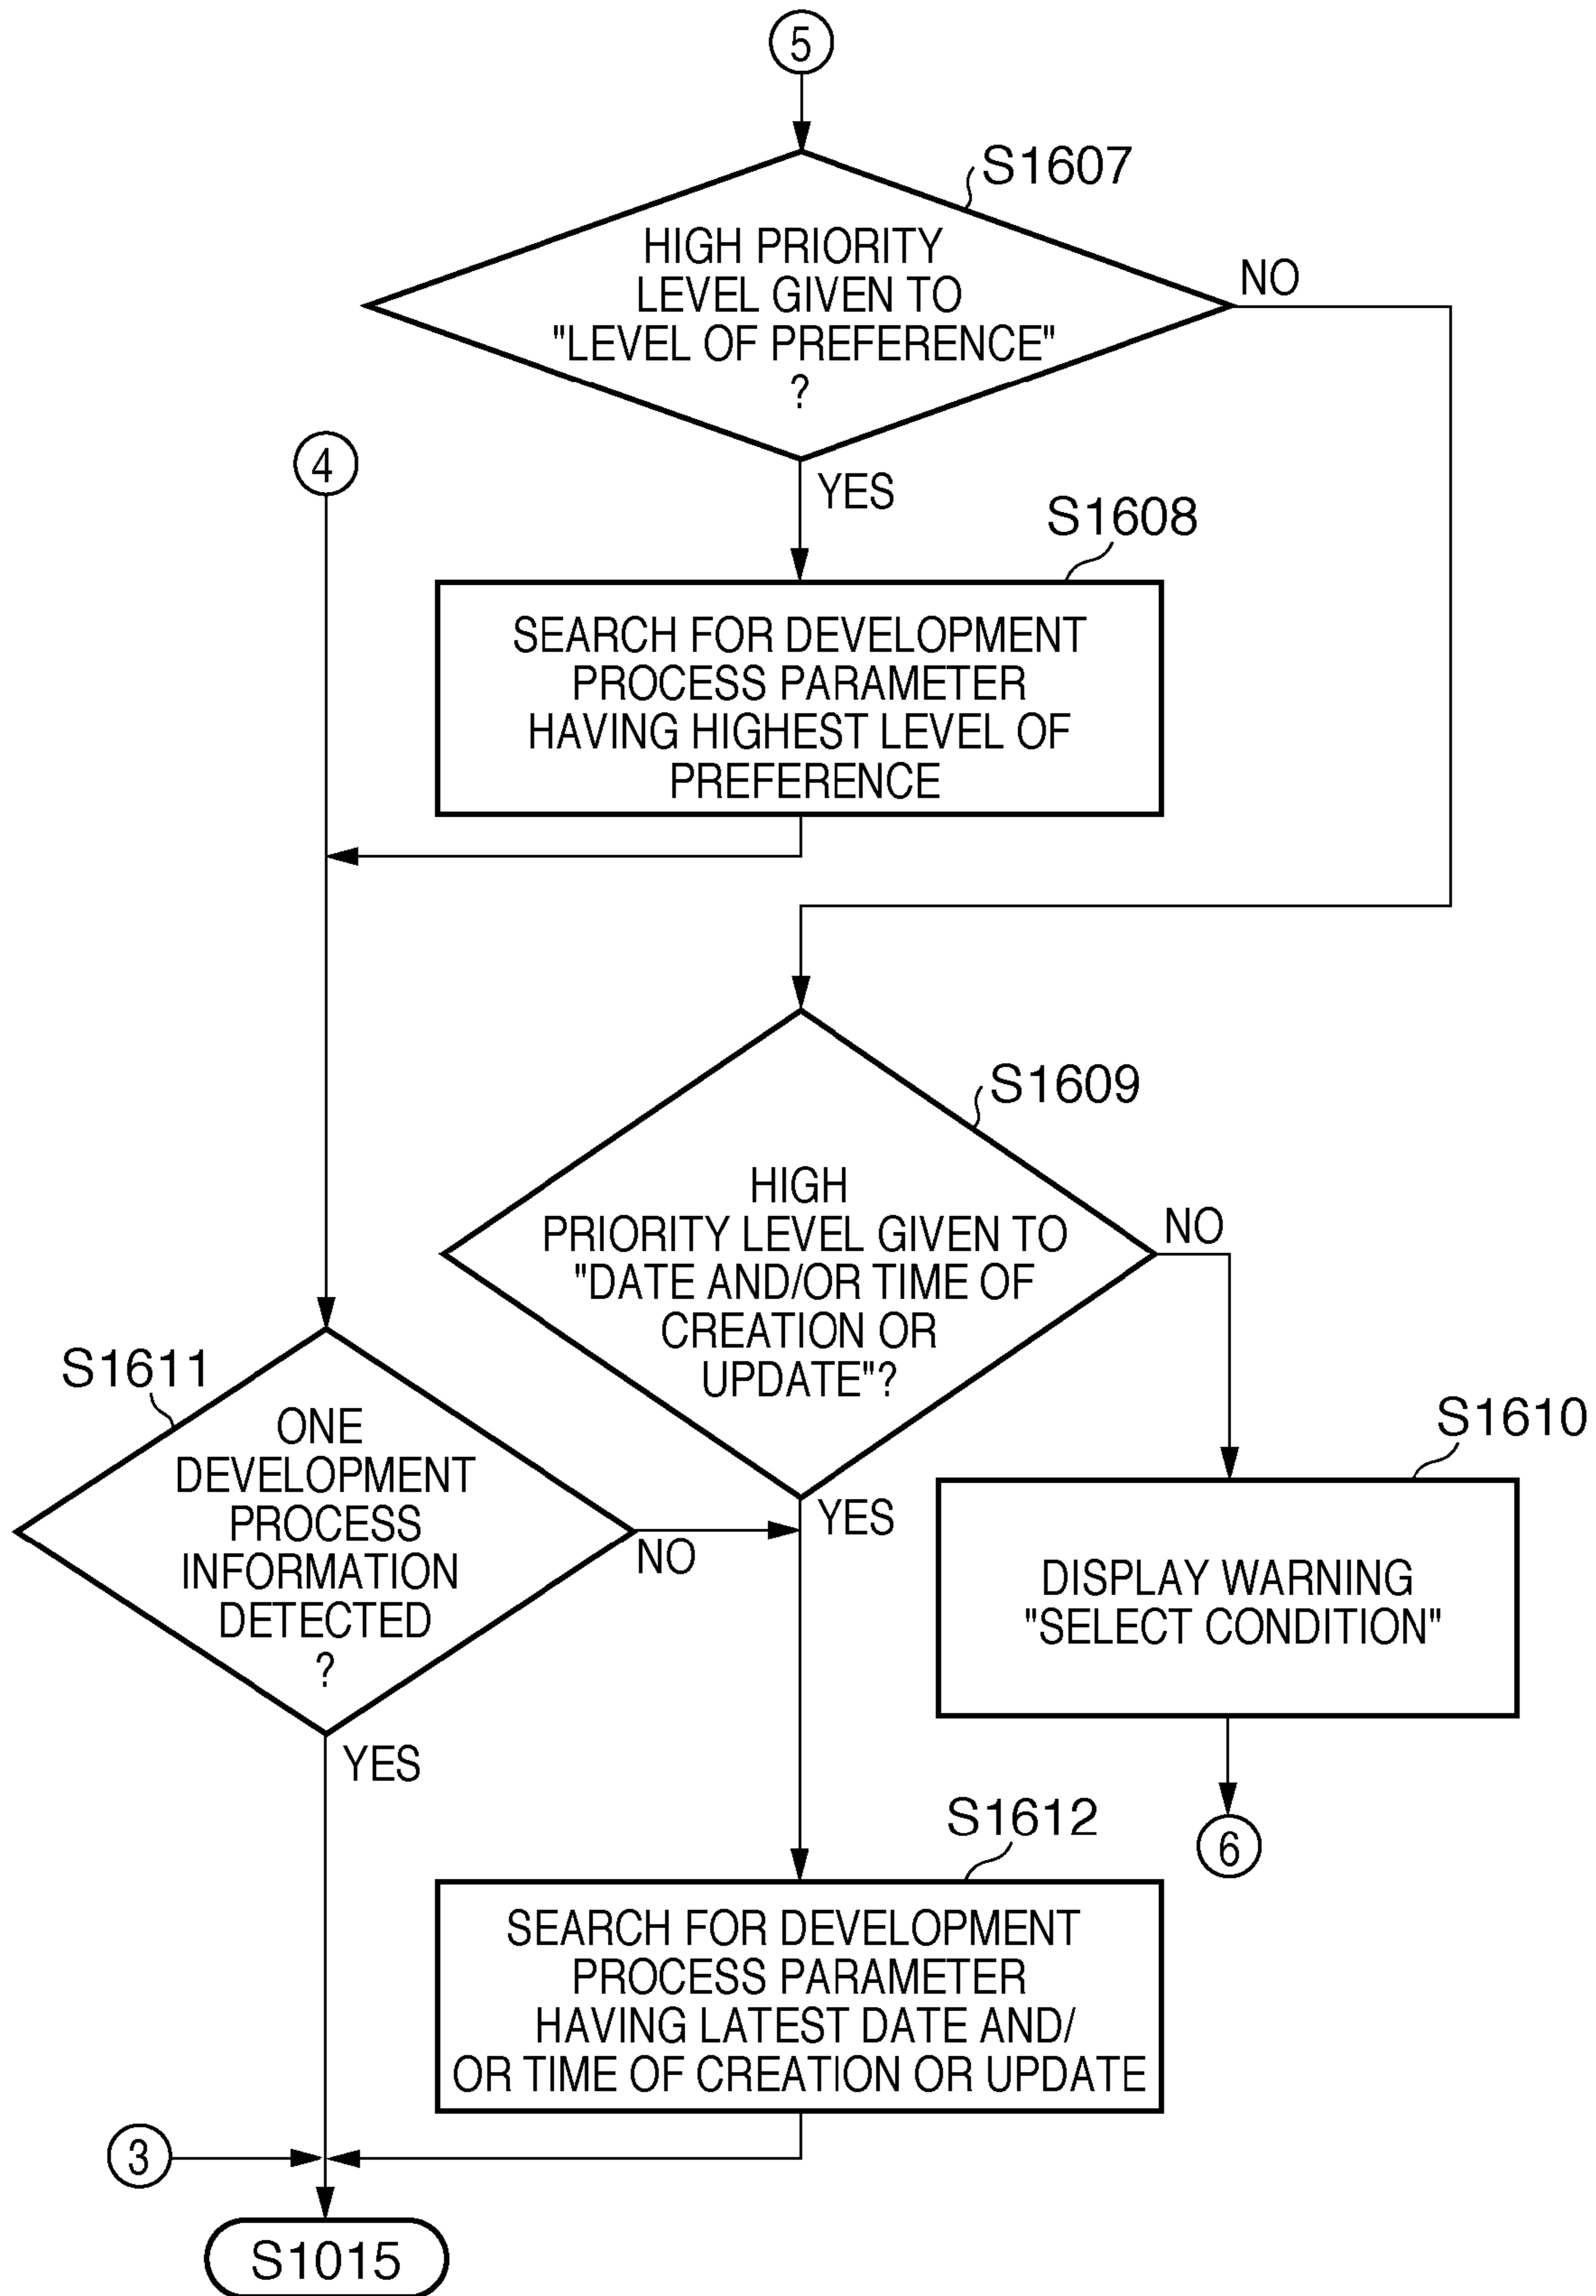 5
S1607
HIGH PRIORITY
LEVEL GIVEN TO
"LEVEL OF PREFERENCE"
?
NO
4
YES
S1608
SEARCH FOR DEVELOPMENT
PROCESS PARAMETER
HAVING HIGHEST LEVEL OF
PREFERENCE
S1609
HIGH
PRIORITY LEVEL GIVEN TO
"DATE AND/OR TIME OF
CREATION OR
UPDATE"?
NO
YES
S1611
ONE
DEVELOPMENT
PROCESS
INFORMATION
DETECTED
?
NO
YES
S1610
DISPLAY WARNING
"SELECT CONDITION"
6
S1612
SEARCH FOR DEVELOPMENT
PROCESS PARAMETER
HAVING LATEST DATE AND/
OR TIME OF CREATION OR UPDATE
3
S1015